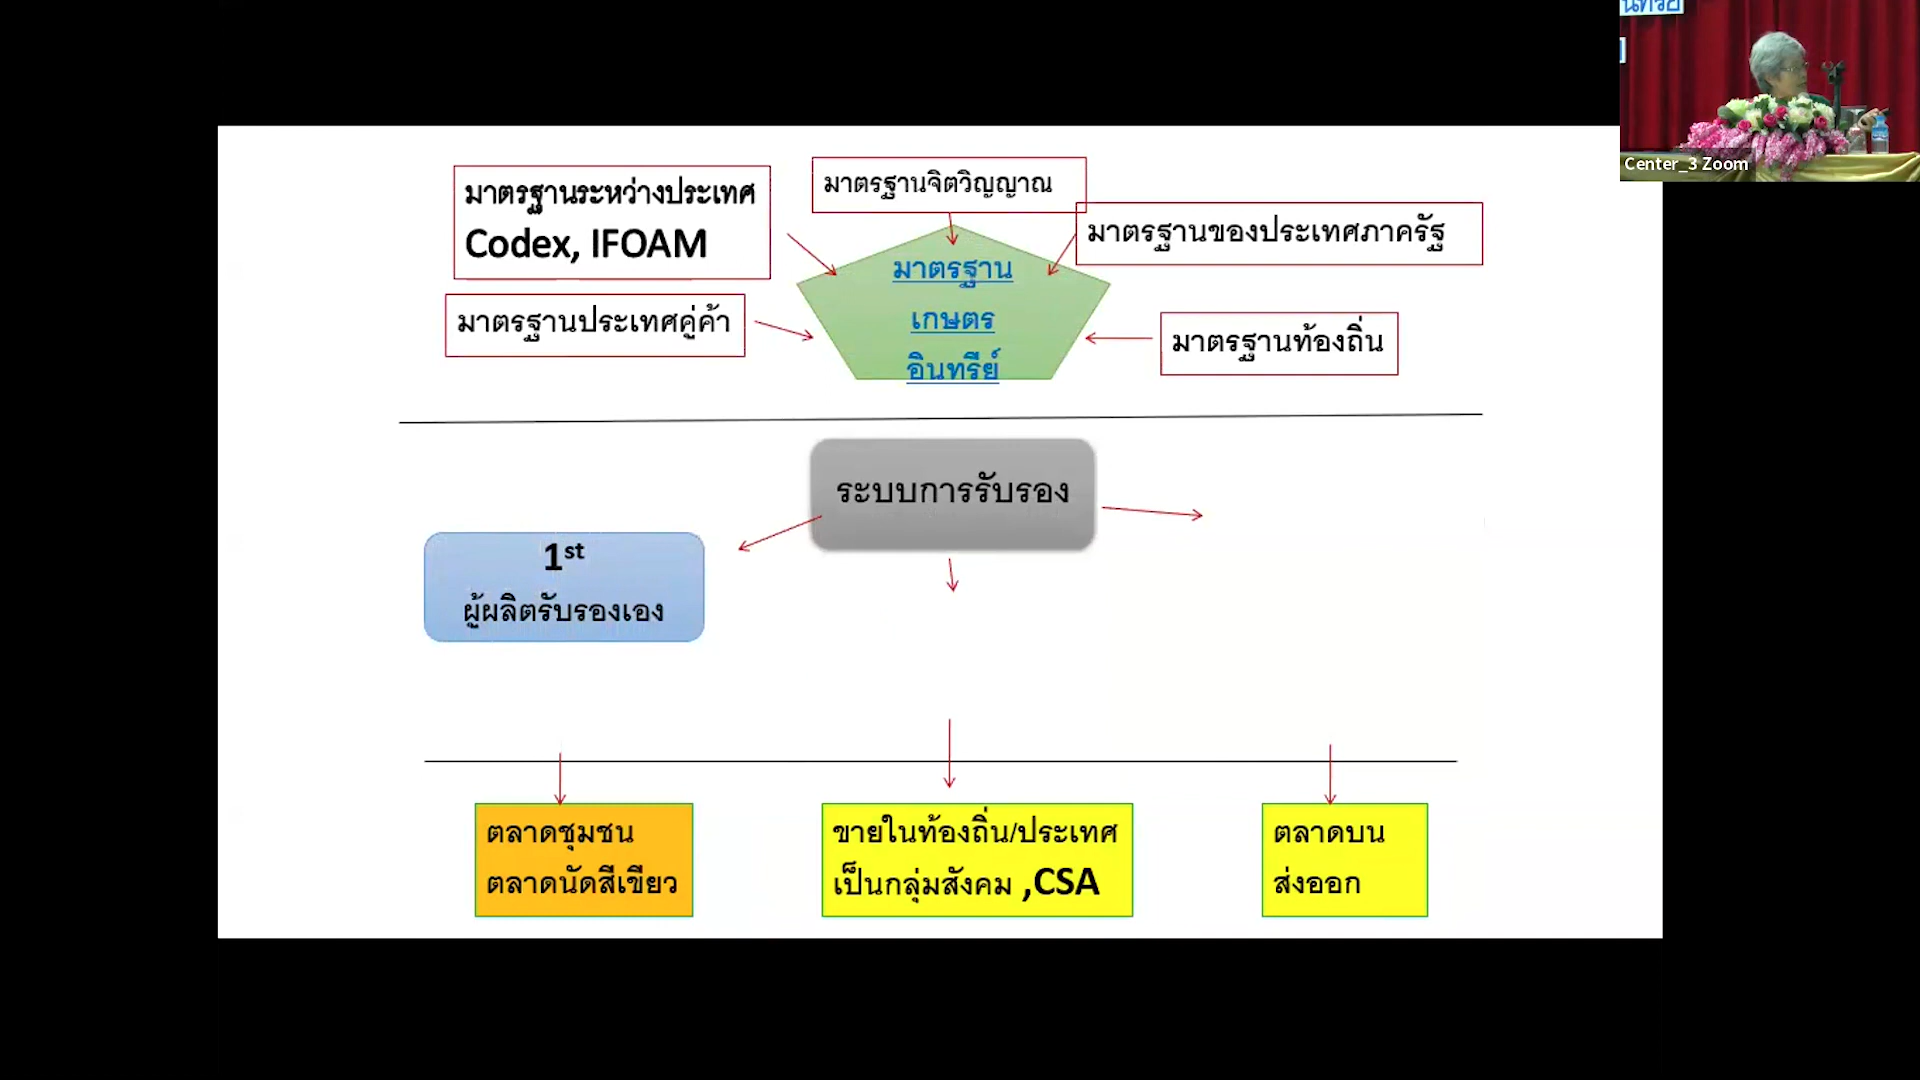 มาตรฐานระหว่างประเทศ
Codex, IFOAM
มาตรฐานจิตวิญญาณ
มาตรฐานของประเทศภาครัฐ
มาตรฐานประเทศคู่ค้า
มาตรฐานท้องถิ่น
มาตรฐาน
เกษตร
อินทรีย์
ระบบการรับรอง
1st
ผู้ผลิตรับรองเอง
ตลาดชุมชน
ตลาดนัดสีเขียว
ขายในท้องถิ่น/ประเทศ
เป็นกลุ่มสังคม ,CSA
ตลาดบน
ส่งออก
Center_3 Zoom